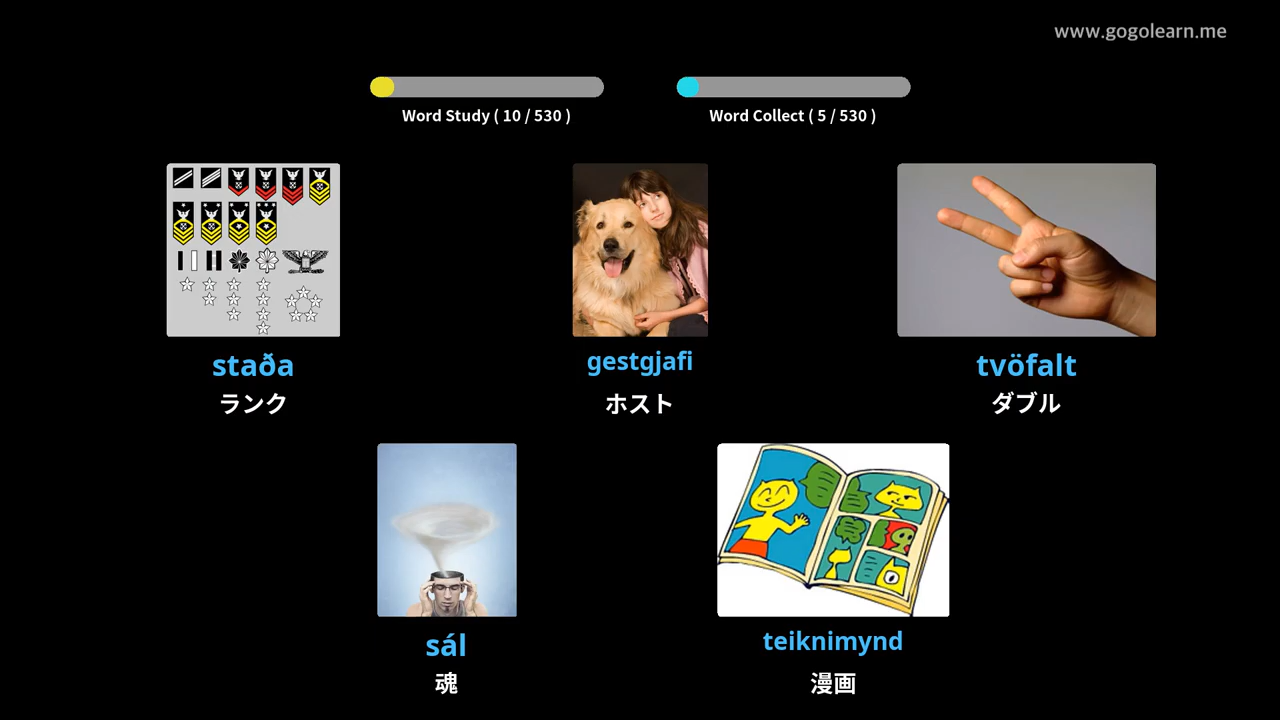 www.gogolearn.me
Word Study ( 10 / 530 )
Word Collect ( 5 / 530 )
staða
ランク
gestgjafi
ホスト
tvöfalt
ダブル
sál
魂
teiknimynd
漫画